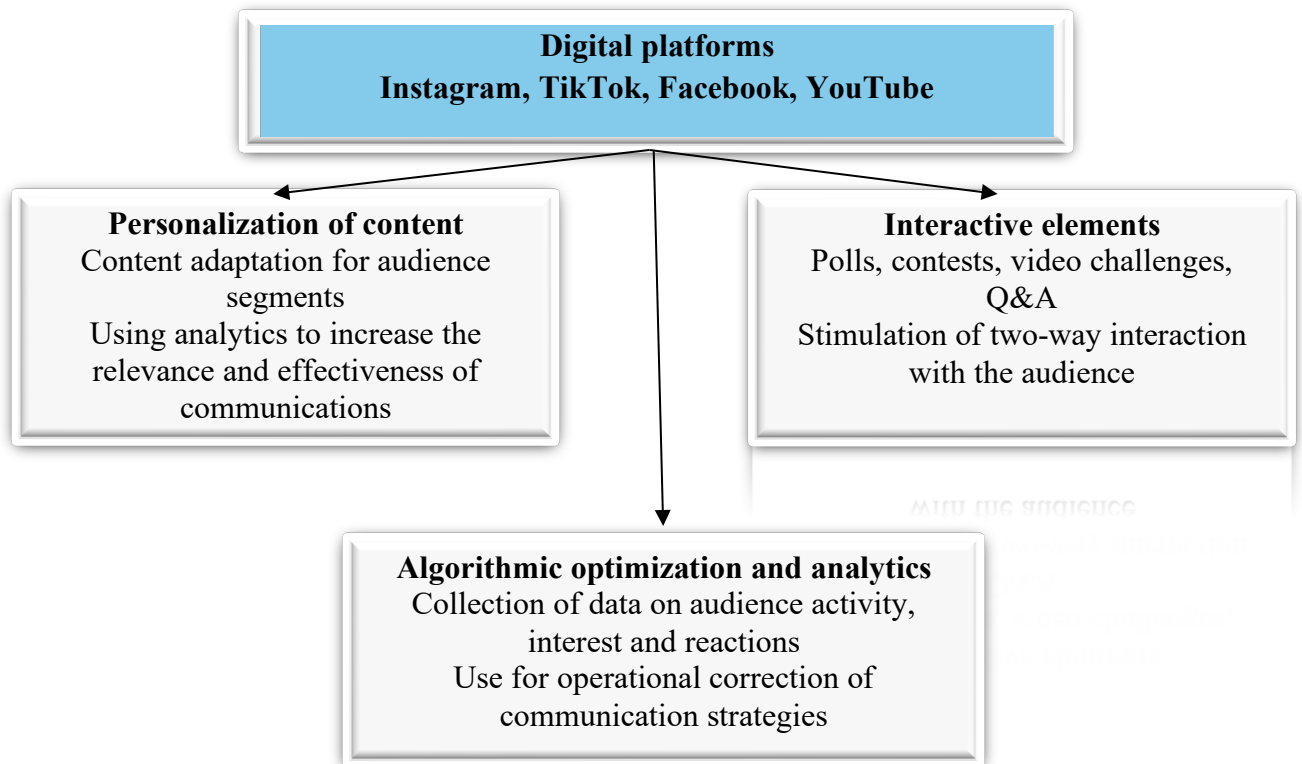 Digital platforms
Instagram, TikTok, Facebook, YouTube
Personalization of content
Content adaptation for audience
segments
Using analytics to increase the
relevance and effectiveness of
communications
Interactive elements
Polls, contests, video challenges,
Q&A
Stimulation of two-way interaction
with the audience
Algorithmic optimization and analytics
Collection of data on audience activity,
interest and reactions
Use for operational correction of
communication strategies